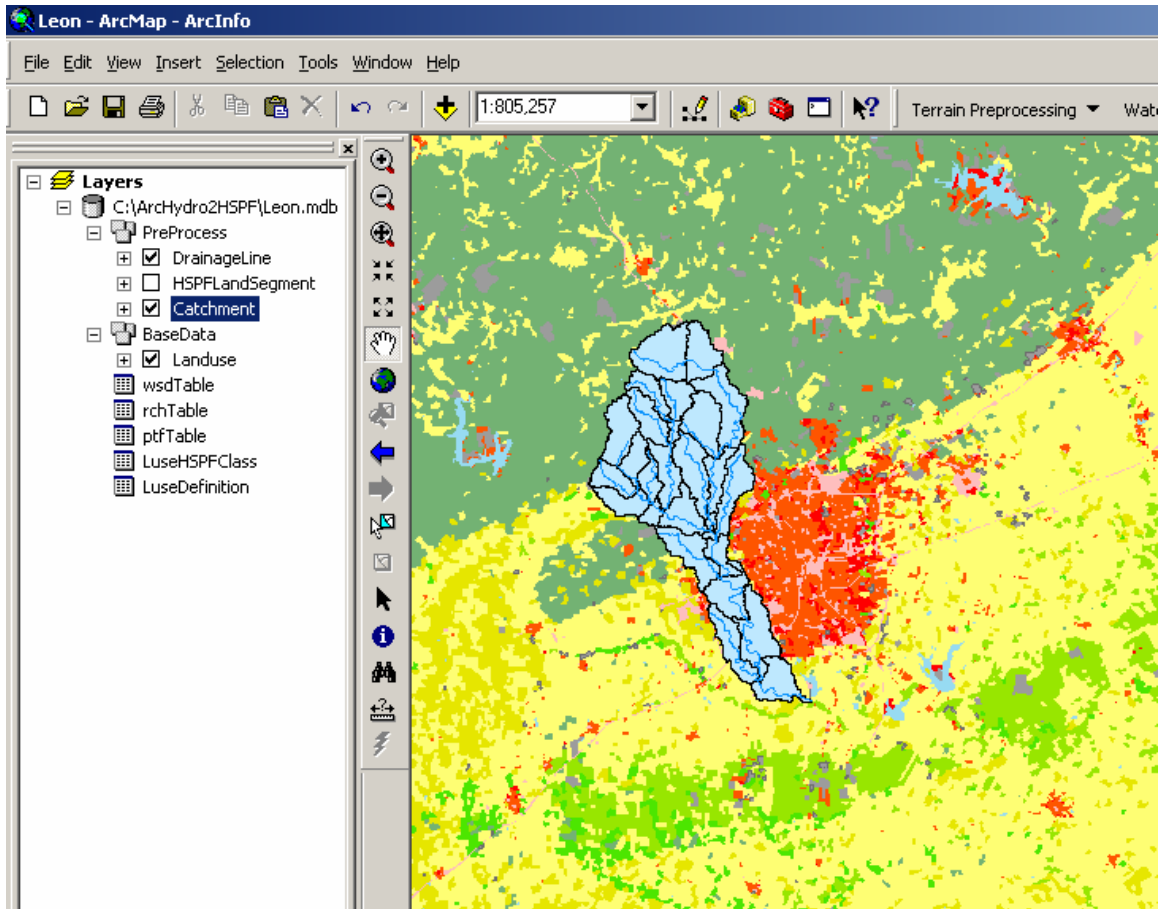 Leon - ArcMap - ArcInfo
File Edit View Insert Selection Tools Window Help
1:805,257
Terrain Preprocessing
Layers
C:\ArcHydro2HSPF\Leon.mdb
PreProcess
DrainageLine
HSPFLandSegment
Catchment
BaseData
Landuse
wsdTable
rchTable
ptfTable
LuseHSPFClass
LuseDefinition